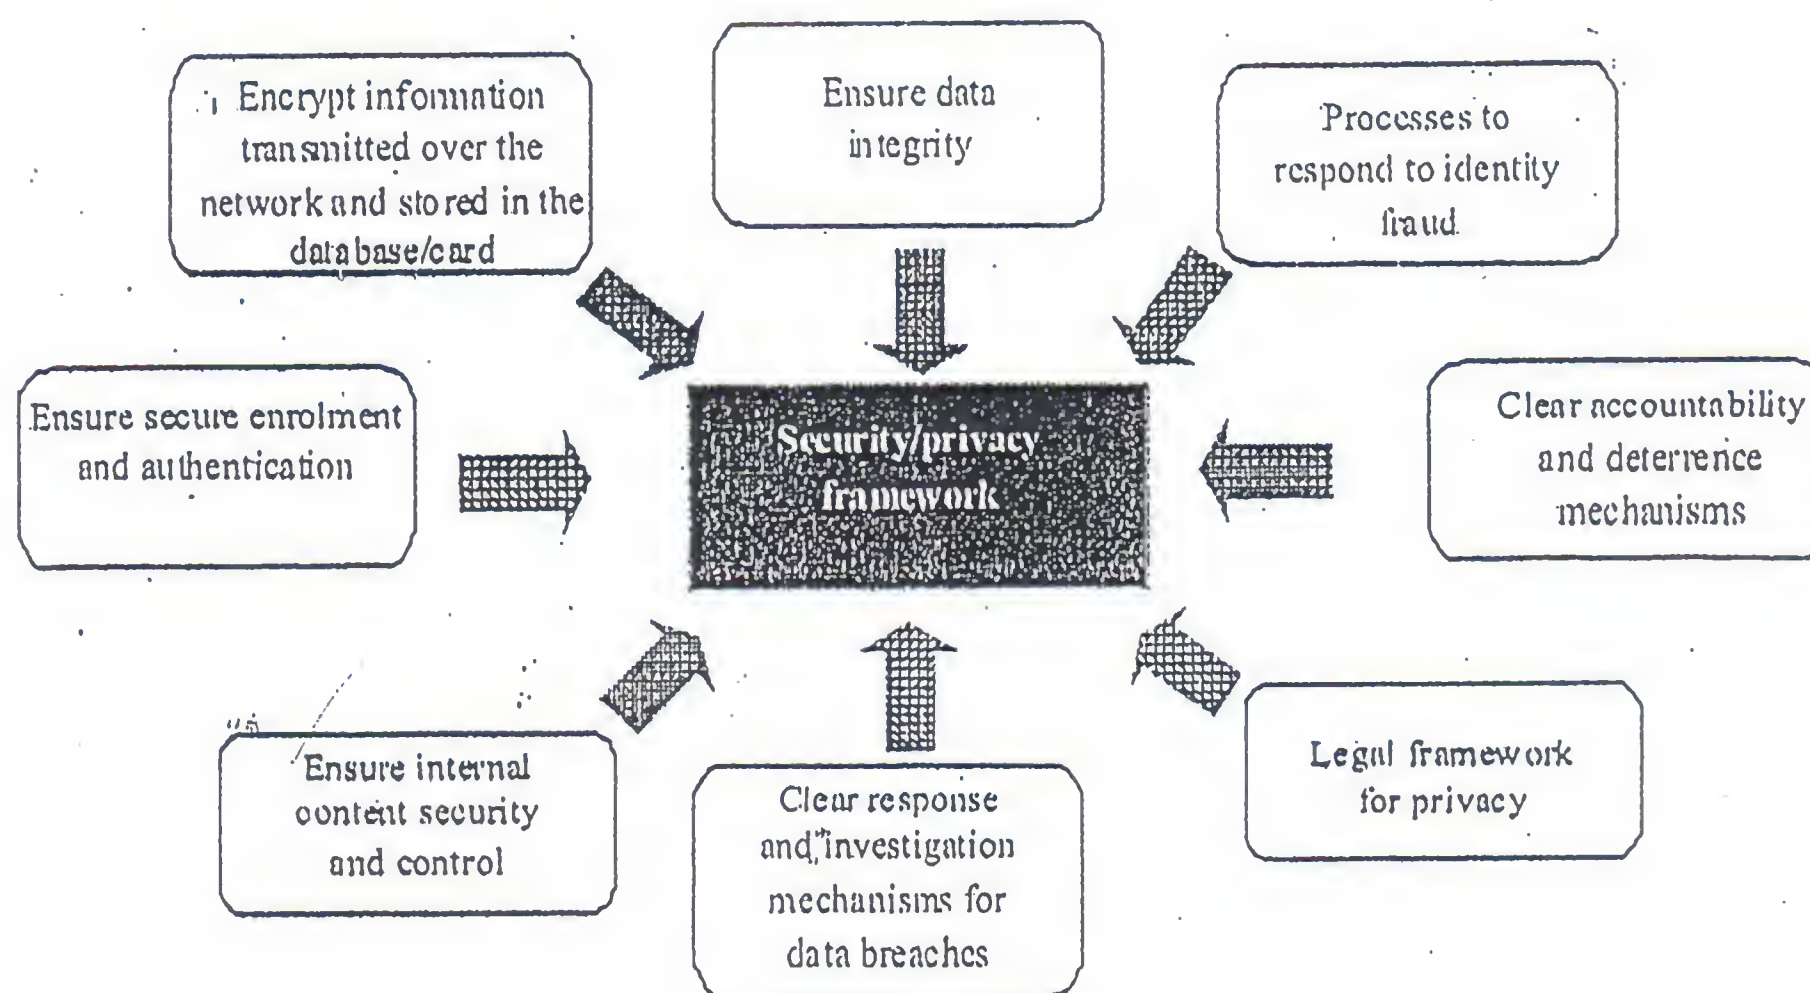 Encrypt information
transmitted over the
network and stored in the
database/card
Ensure data
integrity
Processes to
respond to identity
fraud.
Ensure secure enrolment
and authentication
Security/privacy
framework
Clear accountability
and deterrence
mechanisms
Ensure internal
content security
and control
Clear response
and investigation
mechanisms for
data breaches
Legal framework
for privacy